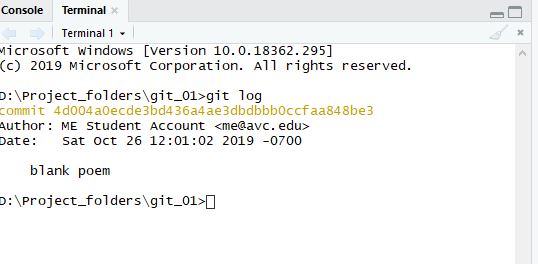 Console Terminal ×
Terminal 1
Microsoft Windows [Version 10.0.18362.295]
(c) 2019 Microsoft Corporation. All rights reserved.
D:\Project_folders\git_01>git log
commit 4d004a0ecde3bd436a4ae3dbdbbb0ccfaa848be3
Author: ME Student Account <me@avc.edu>
Date:   Sat Oct 26 12:01:02 2019 -0700
blank poem
D:\Project_folders\git_01>